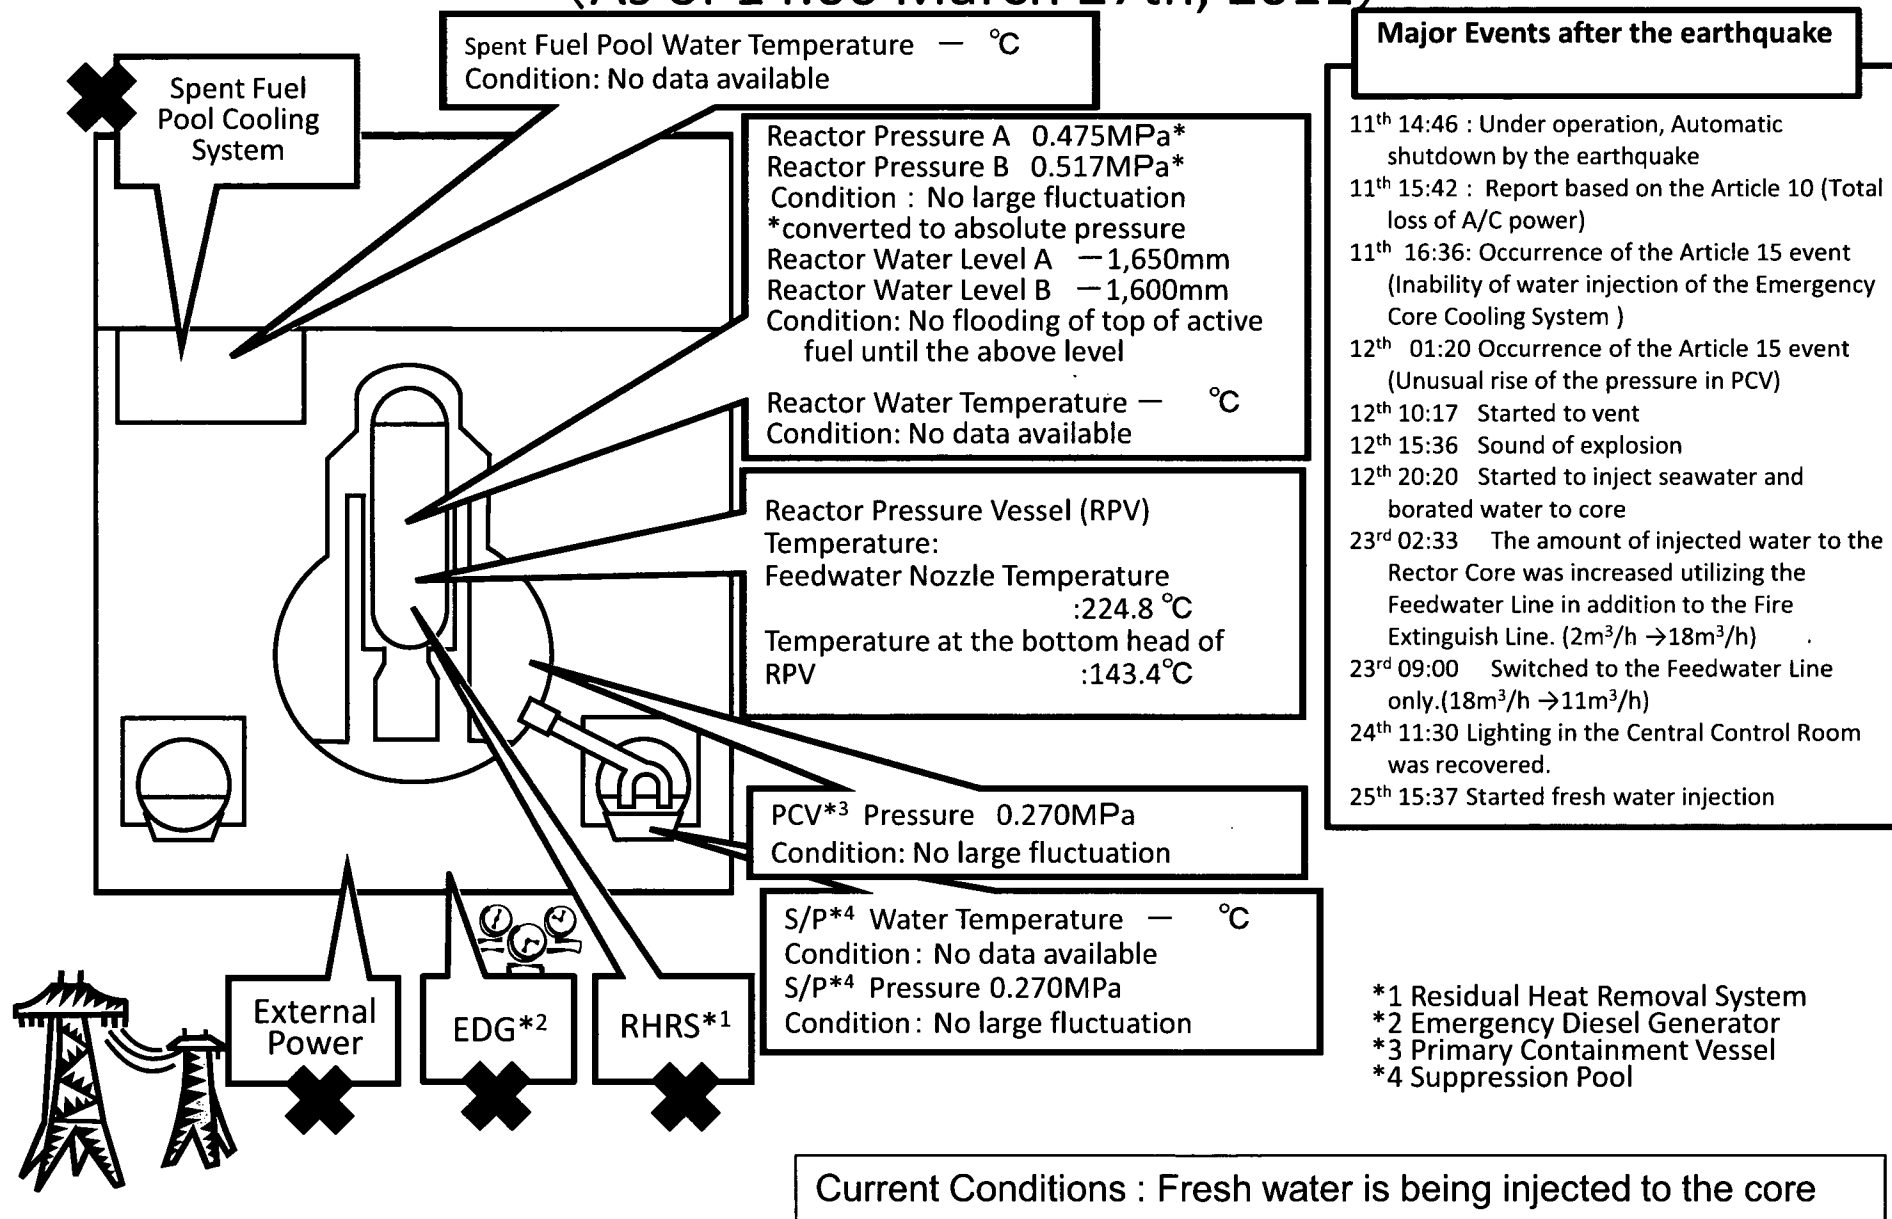 (As of 14:00 March 27th, 2011)
Spent Fuel Pool Water Temperature — ℃
Condition: No data available
Spent Fuel
Pool Cooling
System
Reactor Pressure A 0.475MPa*
Reactor Pressure B 0.517MPa*
Condition : No large fluctuation
*converted to absolute pressure
Reactor Water Level A —1,650mm
Reactor Water Level B —1,600mm
Condition: No flooding of top of active
fuel until the above level
Reactor Water Temperature — ℃
Condition: No data available
Reactor Pressure Vessel (RPV)
Temperature:
Feedwater Nozzle Temperature
:224.8 ℃
Temperature at the bottom head of
RPV :143.4℃
PCV*3 Pressure 0.270MPa
Condition: No large fluctuation
S/P*4 Water Temperature — ℃
Condition : No data available
S/P*4 Pressure 0.270MPa
Condition : No large fluctuation
External
Power
EDG*2
RHRS*1
Major Events after the earthquake
11th 14:46 : Under operation, Automatic
shutdown by the earthquake
11th 15:42 : Report based on the Article 10 (Total
loss of A/C power)
11th 16:36: Occurrence of the Article 15 event
(Inability of water injection of the Emergency
Core Cooling System )
12th 01:20 Occurrence of the Article 15 event
(Unusual rise of the pressure in PCV)
12th 10:17 Started to vent
12th 15:36 Sound of explosion
12th 20:20 Started to inject seawater and
borated water to core
23rd 02:33 The amount of injected water to the
Rector Core was increased utilizing the
Feedwater Line in addition to the Fire
Extinguish Line. (2m³/h →18m³/h)
23rd 09:00 Switched to the Feedwater Line
only.(18m³/h →11m³/h)
24th 11:30 Lighting in the Central Control Room
was recovered.
25th 15:37 Started fresh water injection
*1 Residual Heat Removal System
*2 Emergency Diesel Generator
*3 Primary Containment Vessel
*4 Suppression Pool
Current Conditions : Fresh water is being injected to the core